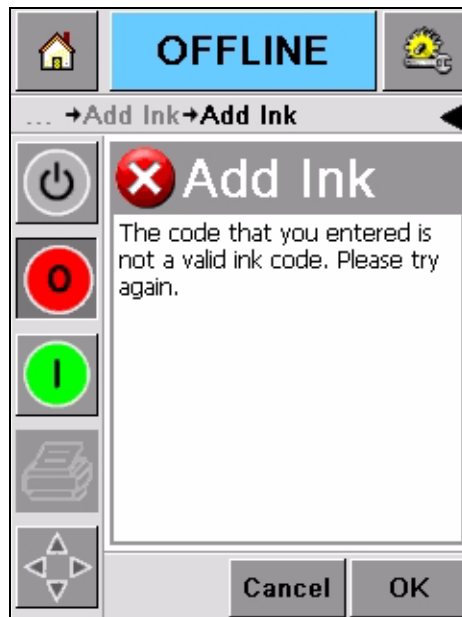 OFFLINE
... →Add Ink→Add Ink
Add Ink
The code that you entered is
not a valid ink code. Please try
again.
O
I
Cancel OK